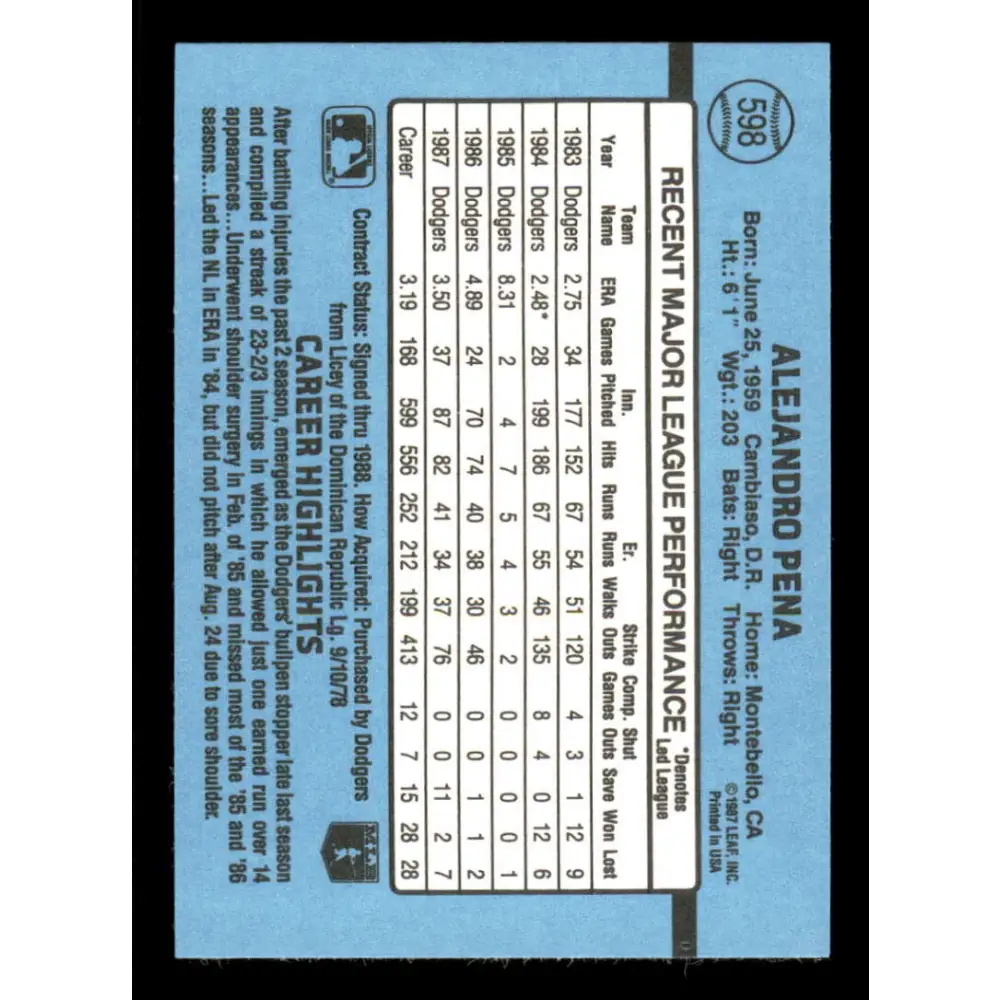 598
ALEJANDRO PENA
Born: June 25, 1959 Cambiaso, D.R. Home: Montebello, CA
Ht.: 6'1" Wgt.: 203 Bats: Right Throws: Right
©1987 LEAF, INC.
Printed in USA
RECENT MAJOR LEAGUE PERFORMANCE *Denotes Led League
Year Team Name ERA Games Inn. Pitched Hits Runs Er. Runs Walks Strike Outs Comp. Games Shut Outs Save Won Lost
1983 Dodgers 2.75 34 177 152 67 54 51 120 4 3 1 12 9
1984 Dodgers 2.48* 28 199 186 67 55 46 135 8 4 0 12 6
1985 Dodgers 8.31 2 4 7 5 4 3 2 0 0 0 0 1
1986 Dodgers 4.89 24 70 74 40 38 30 46 0 0 1 1 2
1987 Dodgers 3.50 37 87 82 41 34 37 76 0 0 11 2 7
Career 3.19 168 599 556 252 212 199 413 12 7 15 28 28
Contract Status: Signed thru 1988. How Acquired: Purchased by Dodgers
from Licey of the Dominican Republic Lg. 9/10/78
CAREER HIGHLIGHTS
After battling injuries the past 2 season, emerged as the Dodgers' bullpen stopper late last season
and compiled a streak of 23-2/3 innings in which he allowed just one earned run over 14
appearances...Underwent shoulder surgery in Feb. of '85 and missed most of the '85 and '86
seasons...Led the NL in ERA in '84, but did not pitch after Aug. 24 due to sore shoulder.